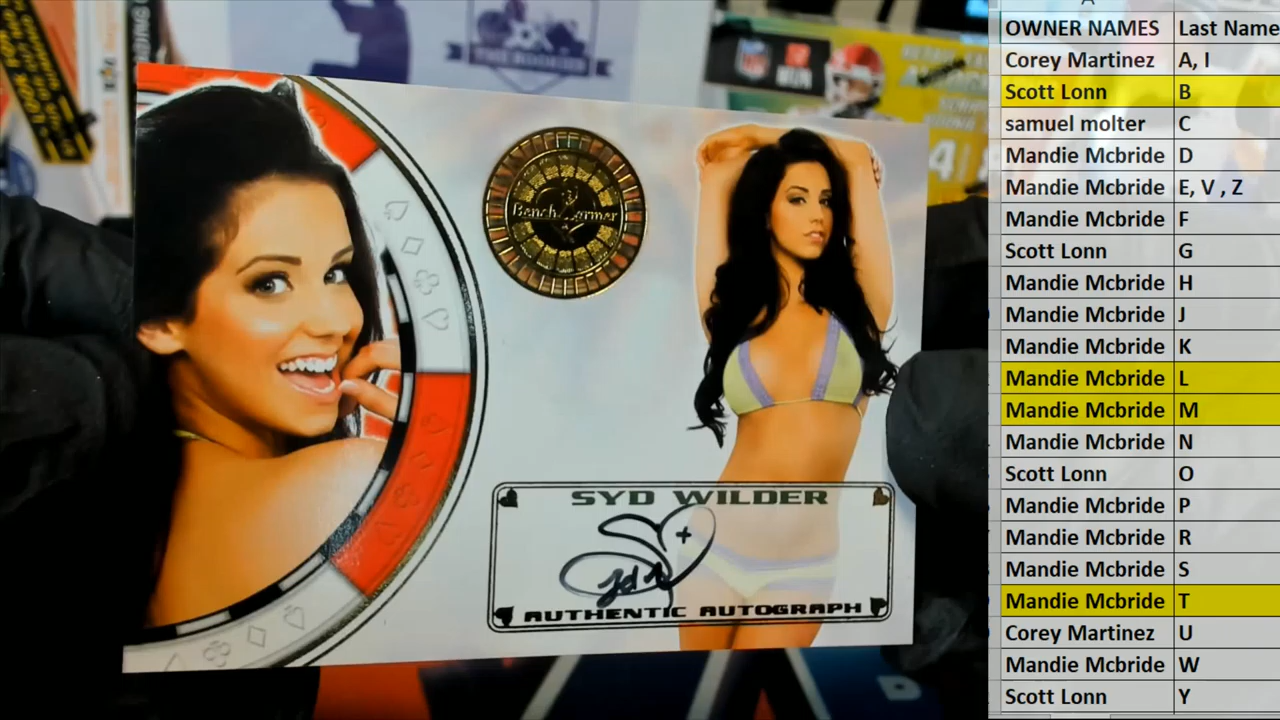 OWNER NAMES Last Name
Corey Martinez A, I
Scott Lonn B
samuel molter C
Mandie Mcbride D
Mandie Mcbride E, V , Z
Mandie Mcbride F
Scott Lonn G
Mandie Mcbride H
Mandie Mcbride J
Mandie Mcbride K
Mandie Mcbride L
Mandie Mcbride M
Mandie Mcbride N
Scott Lonn O
Mandie Mcbride P
Mandie Mcbride R
Mandie Mcbride S
Mandie Mcbride T
Corey Martinez U
Mandie Mcbride W
Scott Lonn Y
NFL
BenchWarmer
SYD WILDER
AUTHENTIC AUTOGRAPH